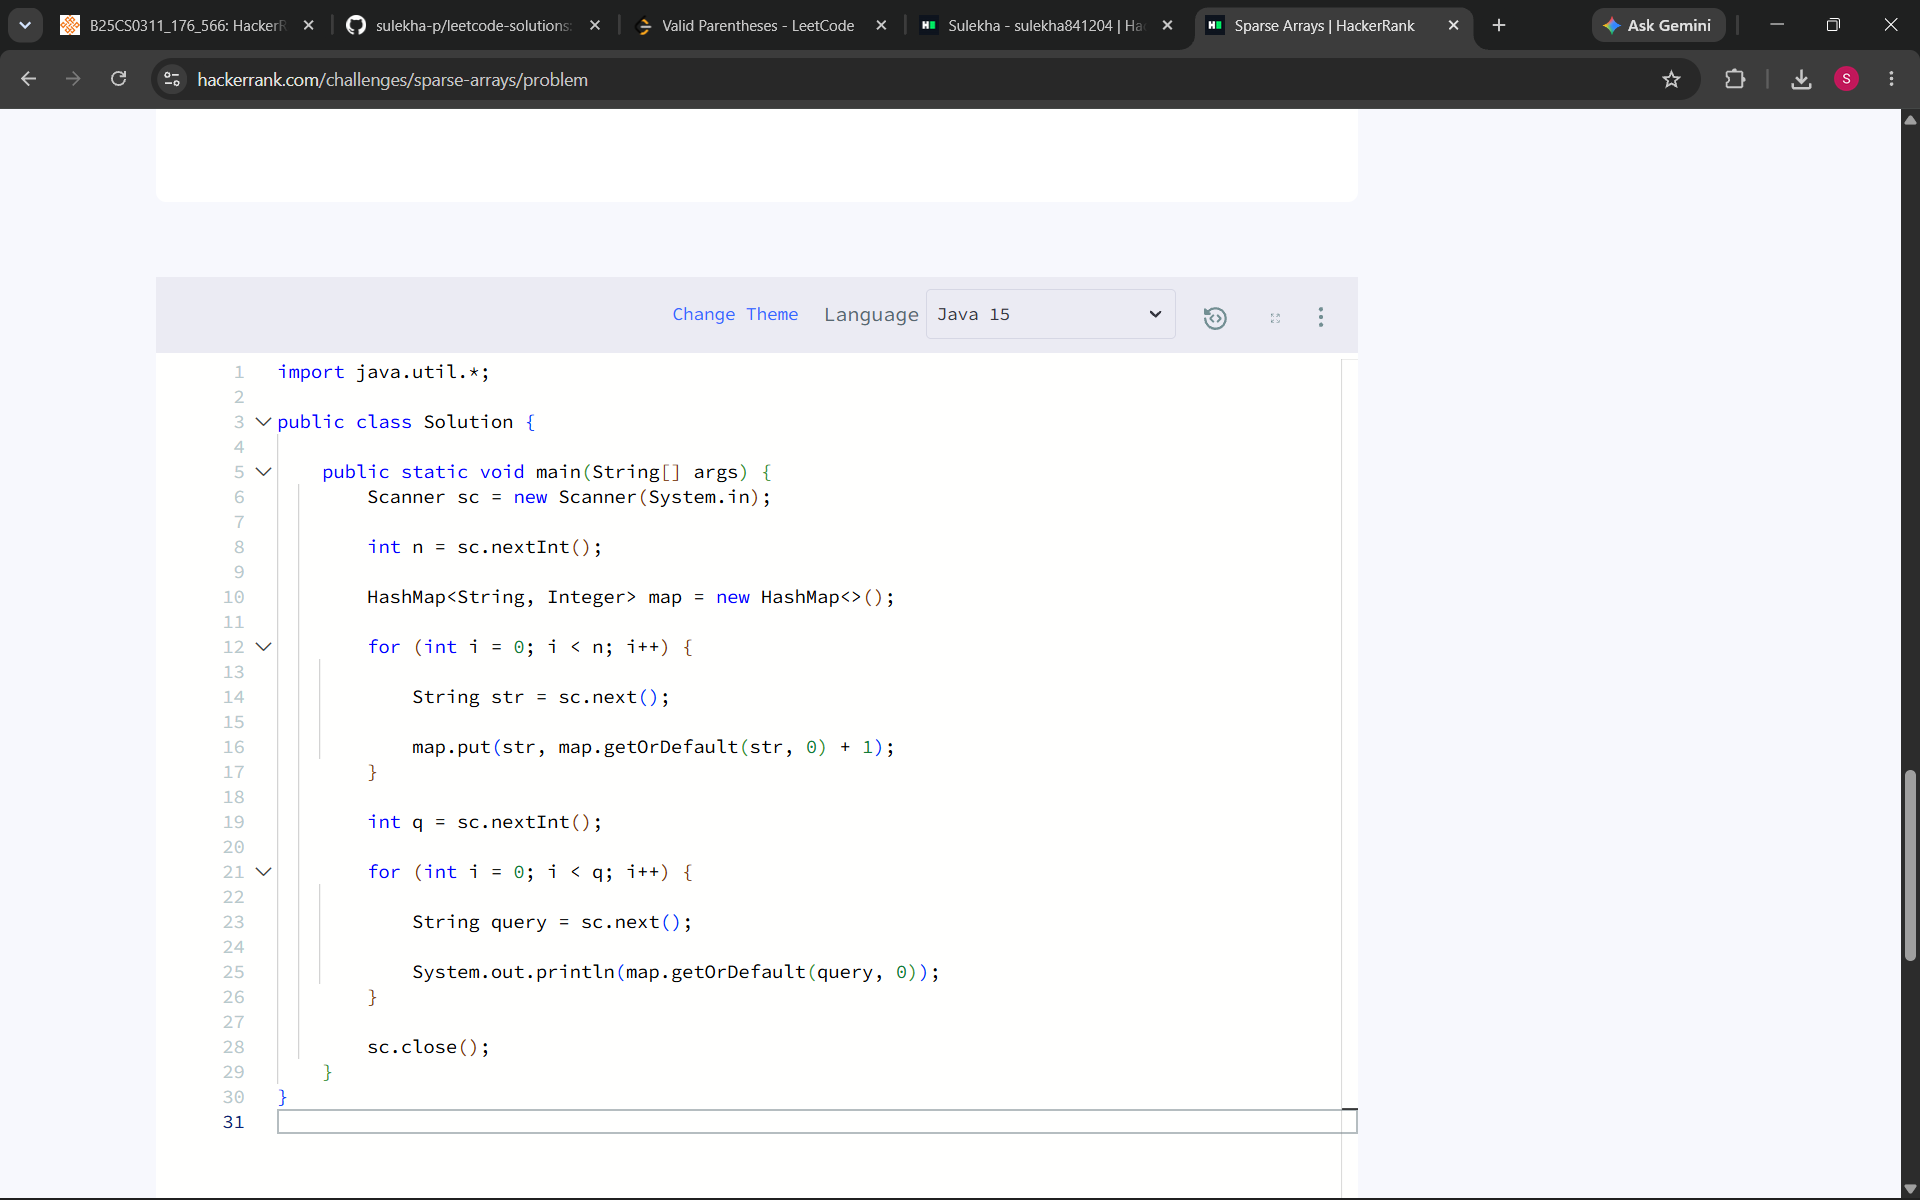 B25CS0311_176_566: HackerR
sulekha-p/leetcode-solutions:
Valid Parentheses - LeetCode
Sulekha - sulekha841204 | Ha
Sparse Arrays | HackerRank
Ask Gemini
hackerrank.com/challenges/sparse-arrays/problem
S
Change Theme Language Java 15
1 import java.util.*;
2
3 public class Solution {
4
5 public static void main(String[] args) {
6 Scanner sc = new Scanner(System.in);
7
8 int n = sc.nextInt();
9
10 HashMap<String, Integer> map = new HashMap<>();
11
12 for (int i = 0; i < n; i++) {
13
14 String str = sc.next();
15
16 map.put(str, map.getOrDefault(str, 0) + 1);
17 }
18
19 int q = sc.nextInt();
20
21 for (int i = 0; i < q; i++) {
22
23 String query = sc.next();
24
25 System.out.println(map.getOrDefault(query, 0));
26 }
27
28 sc.close();
29 }
30 }
31